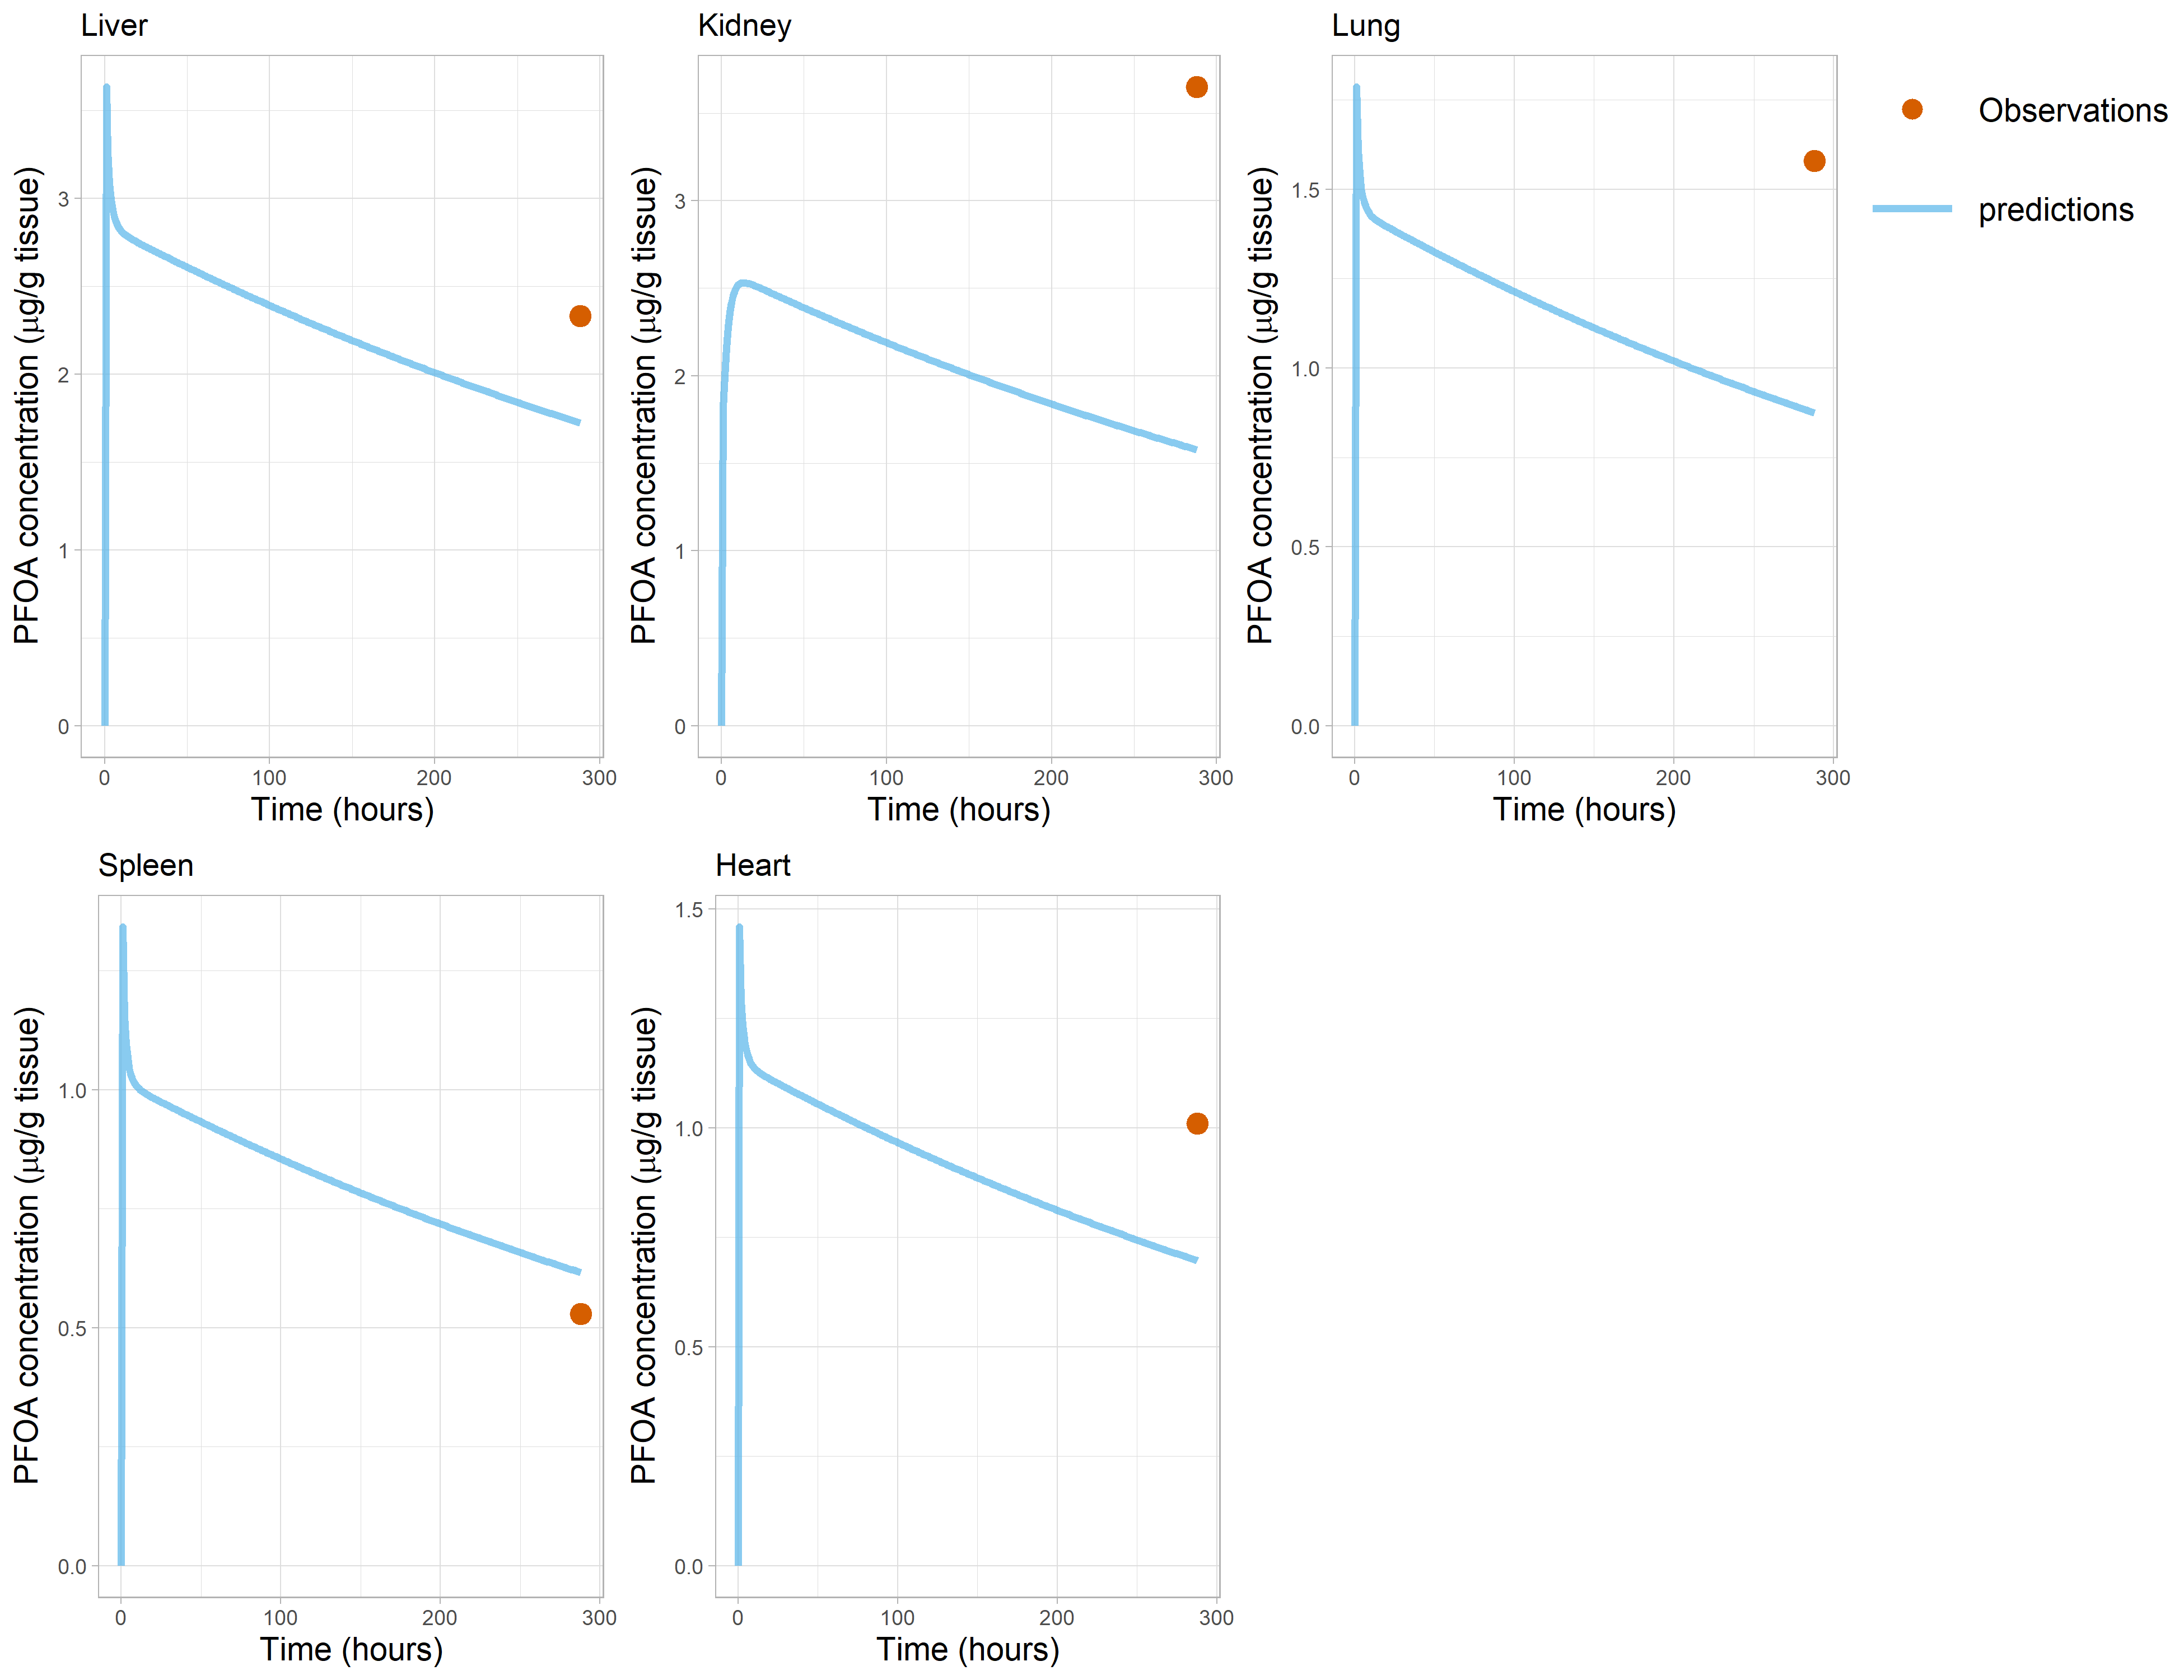 Liver
PFOA concentration (μg/g tissue)
3
2
1
0
0 100 200 300
Time (hours)
Kidney
PFOA concentration (μg/g tissue)
3
2
1
0
0 100 200 300
Time (hours)
Lung
PFOA concentration (μg/g tissue)
1.5
1.0
0.5
0.0
0 100 200 300
Time (hours)
Observations
predictions
Spleen
PFOA concentration (μg/g tissue)
1.0
0.5
0.0
0 100 200 300
Time (hours)
Heart
PFOA concentration (μg/g tissue)
1.5
1.0
0.5
0.0
0 100 200 300
Time (hours)